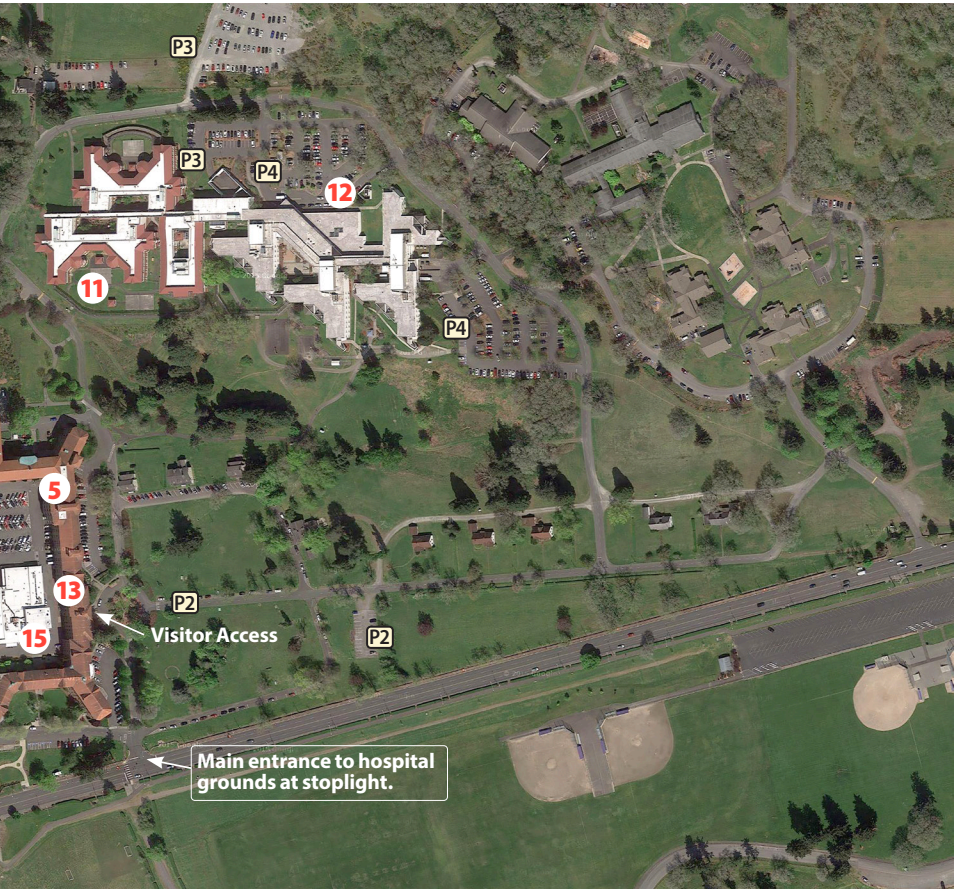 P3
P3
P4
12
11
P4
5
13
P2
Visitor Access
15
P2
Main entrance to hospital
grounds at stoplight.